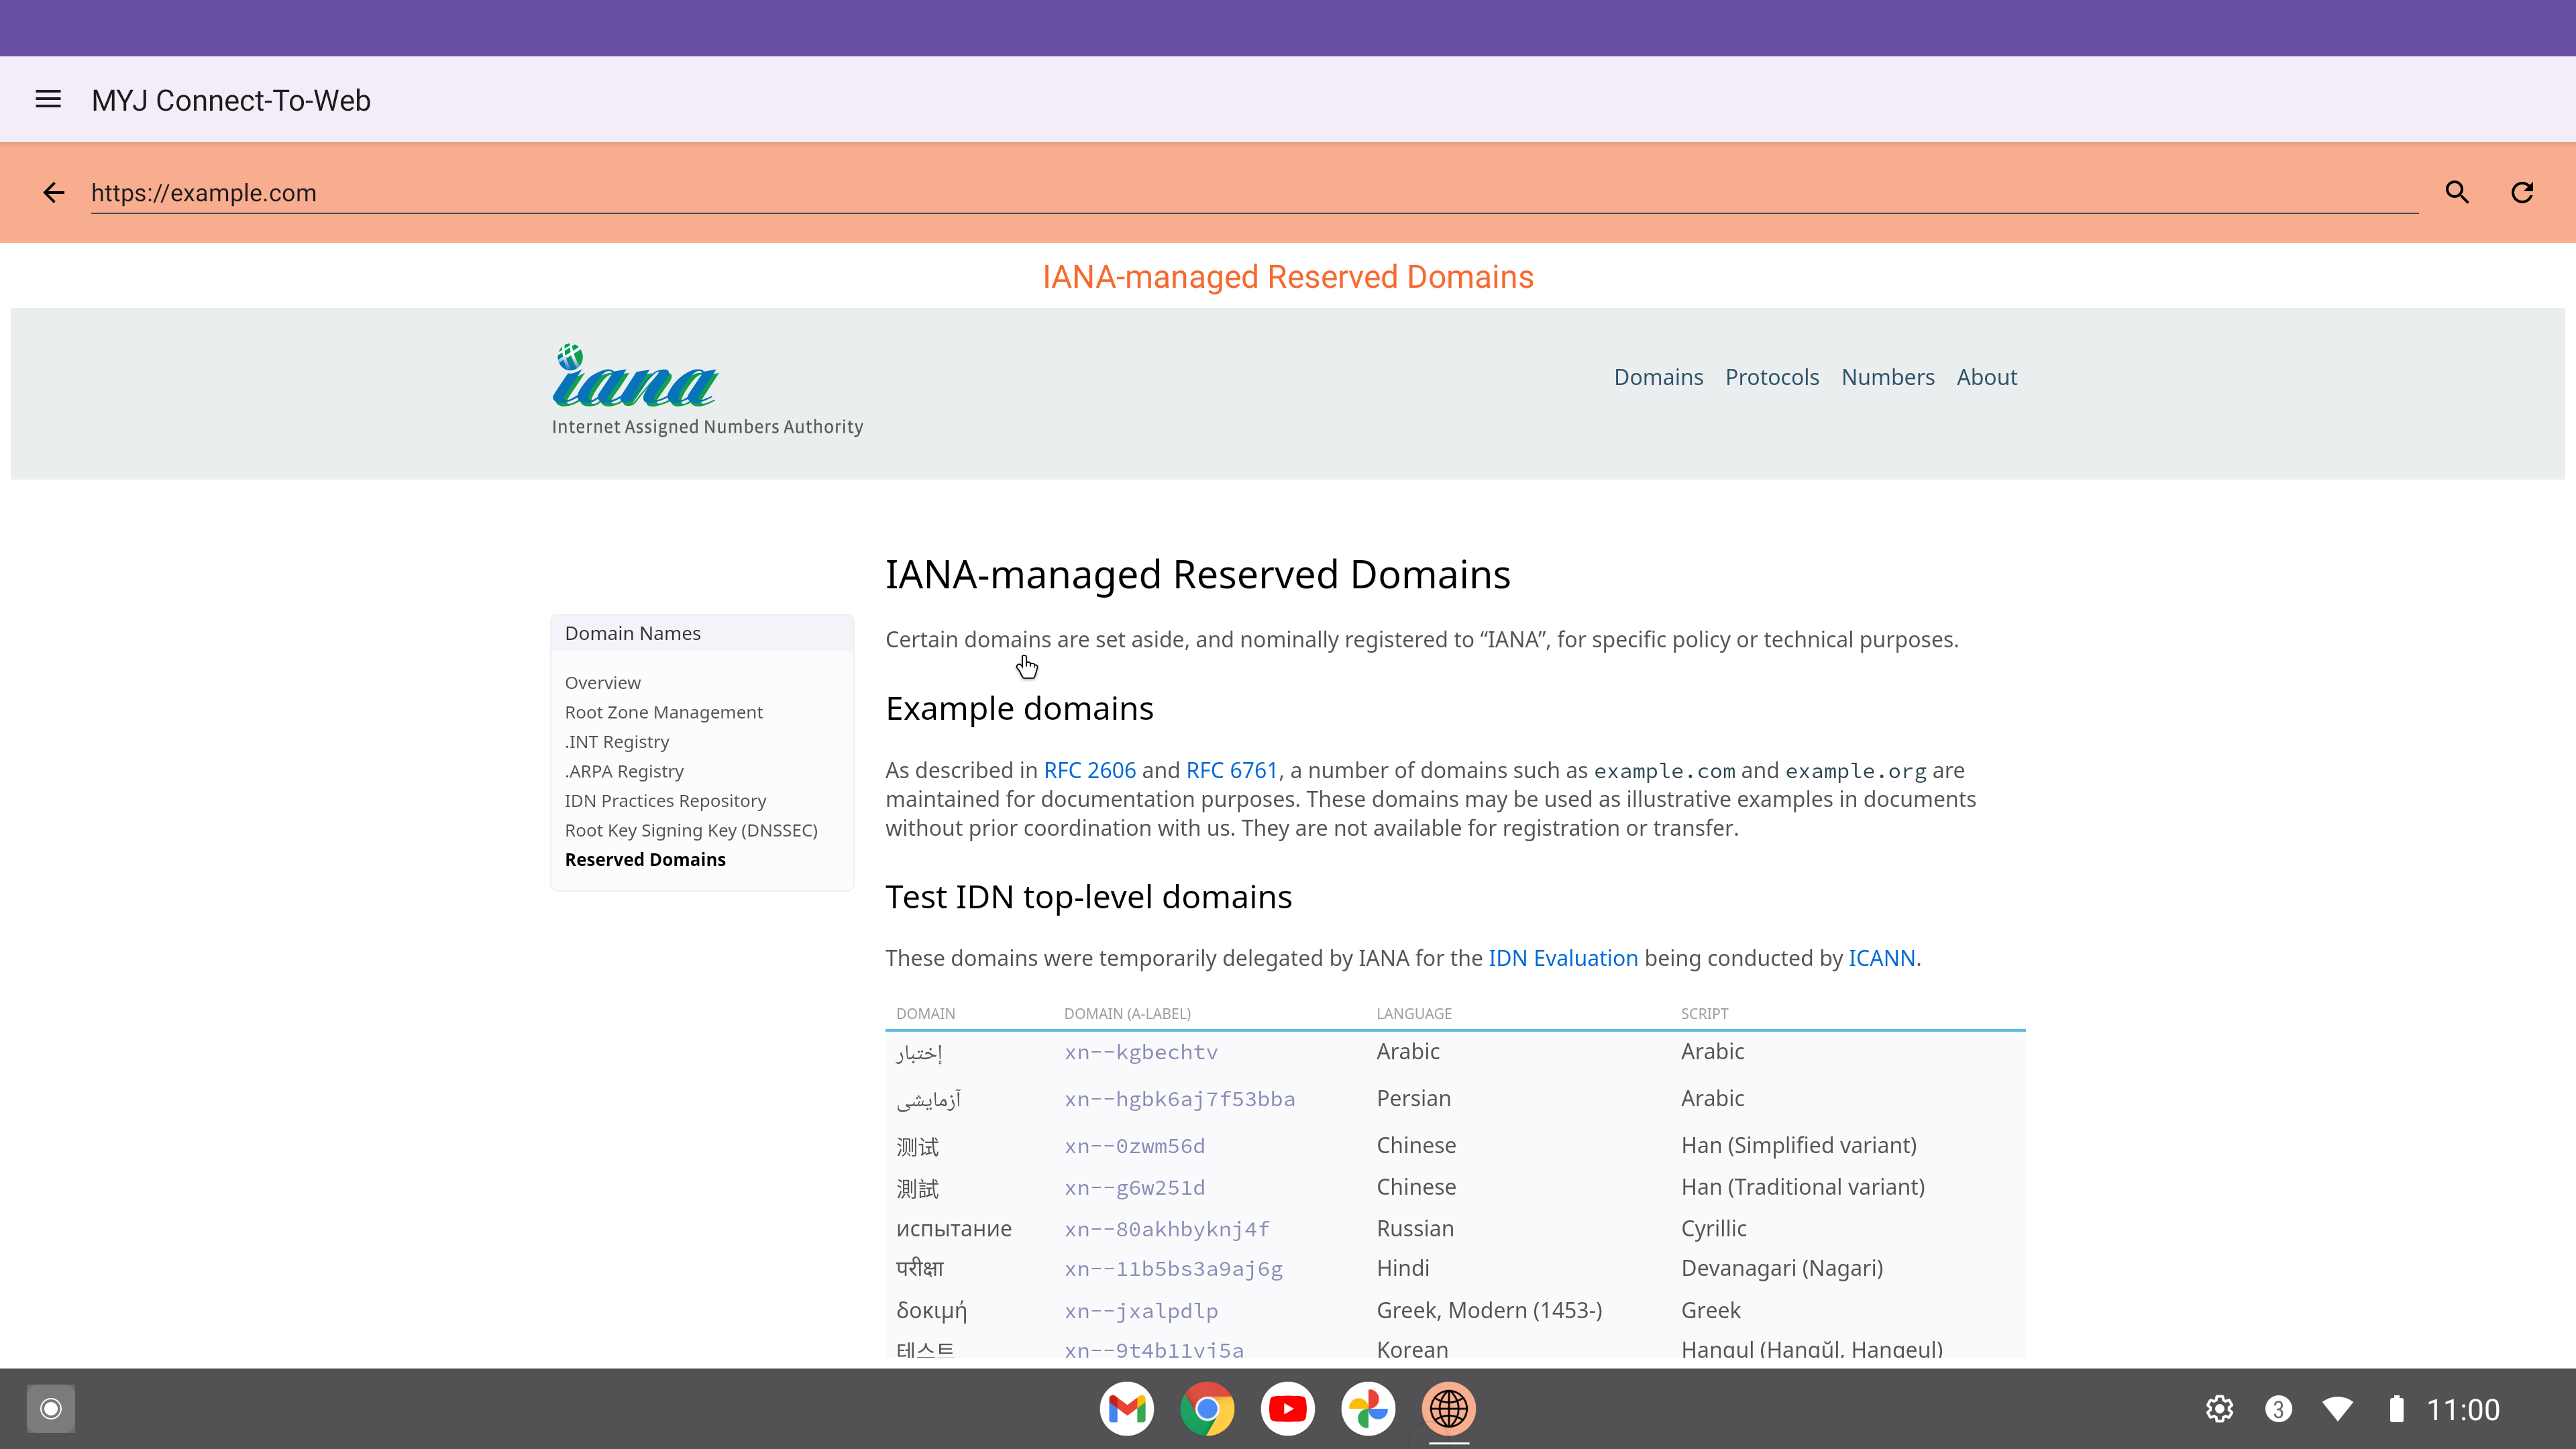 MYJ Connect-To-Web
https://example.com
IANA-managed Reserved Domains
iana
Internet Assigned Numbers Authority
Domains Protocols Numbers About
IANA-managed Reserved Domains
Certain domains are set aside, and nominally registered to “IANA”, for specific policy or technical purposes.
Domain Names
Overview
Root Zone Management
.INT Registry
.ARPA Registry
IDN Practices Repository
Root Key Signing Key (DNSSEC)
Reserved Domains
Example domains
As described in RFC 2606 and RFC 6761, a number of domains such as example.com and example.org are
maintained for documentation purposes. These domains may be used as illustrative examples in documents
without prior coordination with us. They are not available for registration or transfer.
Test IDN top-level domains
These domains were temporarily delegated by IANA for the IDN Evaluation being conducted by ICANN.
DOMAIN DOMAIN (A-LABEL) LANGUAGE SCRIPT
إختبار xn--kgbechtv Arabic Arabic
آزمایشی xn--hgbk6aj7f53bba Persian Arabic
测试 xn--0zwm56d Chinese Han (Simplified variant)
測試 xn--g6w251d Chinese Han (Traditional variant)
испытание xn--80akhbyknj4f Russian Cyrillic
परीक्षा xn--11b5bs3a9aj6g Hindi Devanagari (Nagari)
δοκιμή xn--jxalpdlp Greek, Modern (1453-) Greek
테스트 xn--9t4b11yi5a Korean Hangul (Hangŭl, Hangeul)
3 11:00